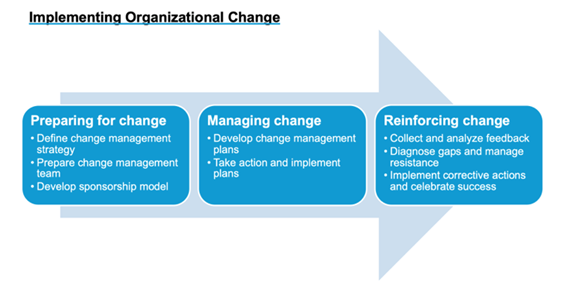 Implementing Organizational Change
Preparing for change
• Define change management
strategy
• Prepare change management
team
• Develop sponsorship model
Managing change
• Develop change management
plans
• Take action and implement
plans
Reinforcing change
• Collect and analyze feedback
• Diagnose gaps and manage
resistance
• Implement corrective actions
and celebrate success